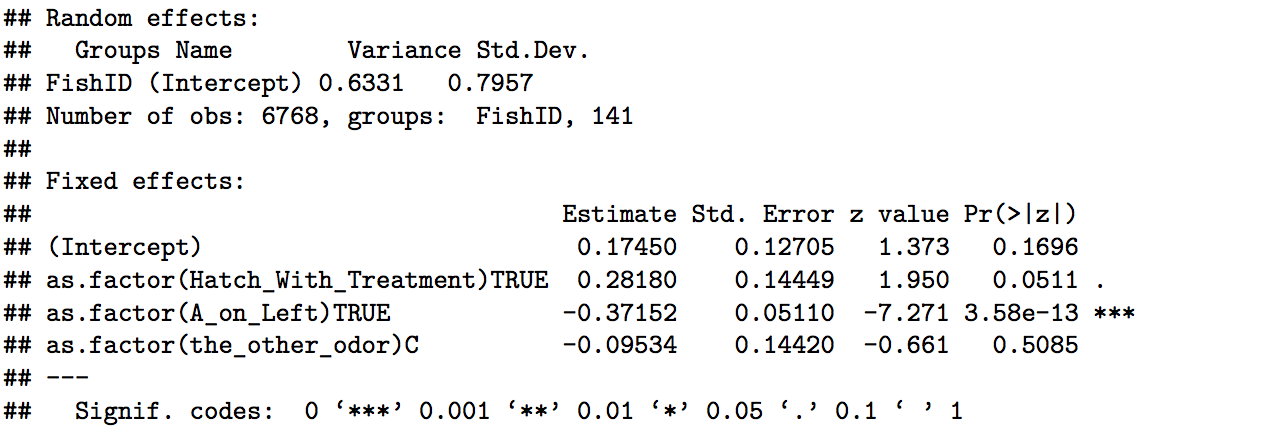 ## Random effects:
##   Groups Name        Variance Std.Dev.
## FishID (Intercept) 0.6331   0.7957
## Number of obs: 6768, groups:  FishID, 141
##
## Fixed effects:
##                                     Estimate Std. Error z value Pr(>|z|)
## (Intercept)                          0.17450    0.12705   1.373   0.1696
## as.factor(Hatch_With_Treatment)TRUE  0.28180    0.14449   1.950   0.0511 .
## as.factor(A_on_Left)TRUE            -0.37152    0.05110  -7.271 3.58e-13 ***
## as.factor(the_other_odor)C          -0.09534    0.14420  -0.661   0.5085
## ---
##   Signif. codes:  0 ‘***’ 0.001 ‘**’ 0.01 ‘*’ 0.05 ‘.’ 0.1 ‘ ’ 1